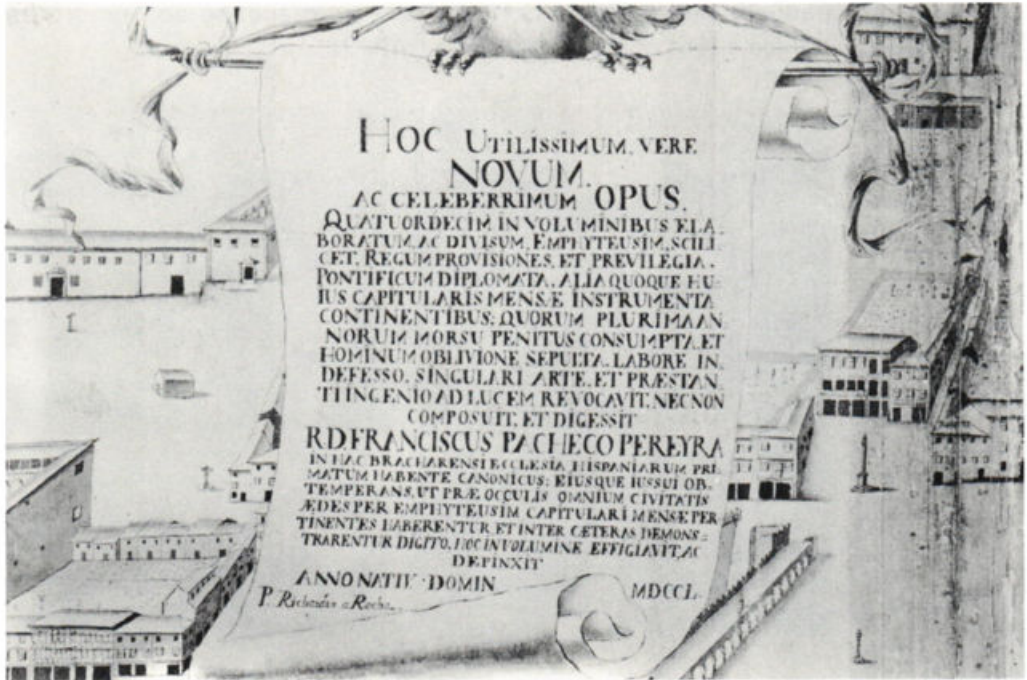 HOC UTILISSIMUM, VERE
NOVUM,
AC CELEBERRIMUM OPUS,
QUATUORDECIM IN VOLUMINIBUS ELA-
BORATUM, AC DIVISUM, EMPHYTEUSIM, SCILI-
CET, REGUM PROVISIONES, ET PREVILEGIA,
PONTIFICUM DIPLOMATA, ALIA QUOQUE HU-
IUS CAPITULARIS MENSÆ INSTRUMENTA
CONTINENTIBUS; QUORUM PLURIMA AN
NORUM MORSU PENITUS CONSUMPTA, ET
HOMINUM OBLIVIONE SEPULTA, LABORE IN
DEFESSO, SINGULARI ARTE, ET PRÆSTAN
TI INGENIO AD LUCEM REVOCAVIT, NEC NON
COMPOSUIT, ET DIGESSIT
R.D FRANCISCUS PACHECO PEREYRA
IN HAC BRACHARENSI ECCLESIA, HISPANIARUM PRI
MATUM HABENTE CANONICUS; EIUSQUE IUSSUI OB-
TEMPERANS, UT PRÆ OCCULIS OMNIUM CIVITATIS
ÆDES PER EMPHYTEUSIM CAPITULARI MENSÆ PER
TINENTES HABERENTUR ET INTER CÆTERAS DEMONS-
TRARENTUR DIGITO, HOC IN VOLUMINE EFFIGIAVIT, AC
DEPINXIT
ANNO NATIV · DOMIN MDCCL.
P. Richardus a Rocha.